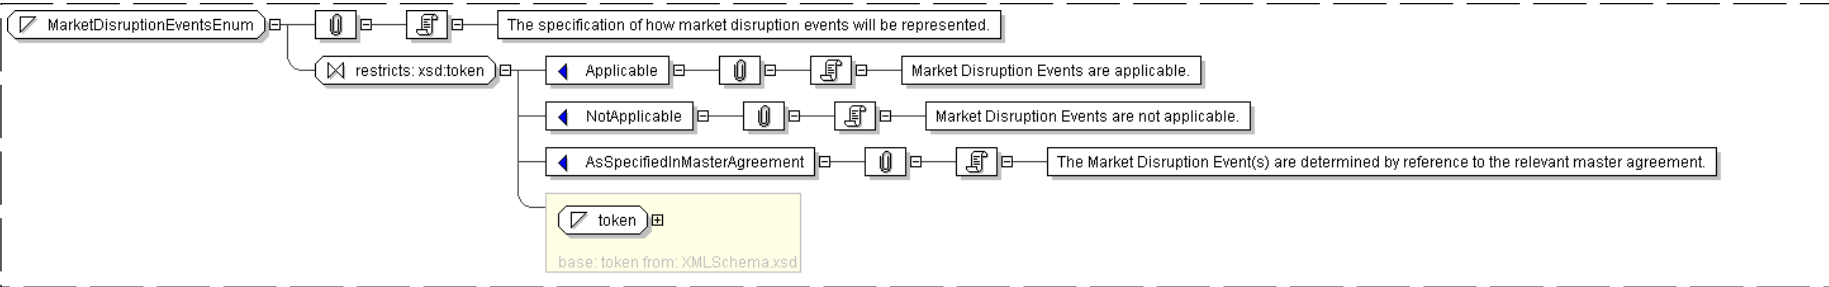 MarketDisruptionEventsEnum
The specification of how market disruption events will be represented.
restricts: xsd:token
Applicable
Market Disruption Events are applicable.
NotApplicable
Market Disruption Events are not applicable.
AsSpecifiedInMasterAgreement
The Market Disruption Event(s) are determined by reference to the relevant master agreement.
token
base: token from: XMLSchema.xsd